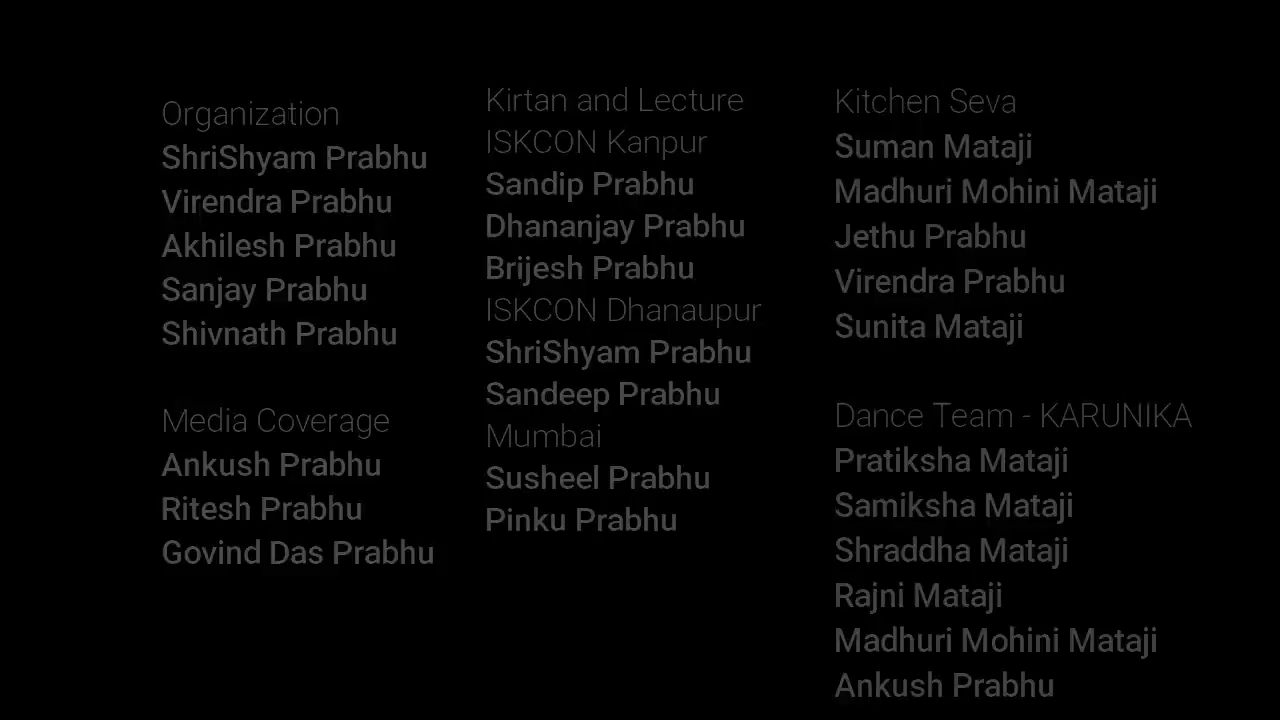 Organization
ShriShyam Prabhu
Virendra Prabhu
Akhilesh Prabhu
Sanjay Prabhu
Shivnath Prabhu
Media Coverage
Ankush Prabhu
Ritesh Prabhu
Govind Das Prabhu
Kirtan and Lecture
ISKCON Kanpur
Sandip Prabhu
Dhananjay Prabhu
Brijesh Prabhu
ISKCON Dhanaupur
ShriShyam Prabhu
Sandeep Prabhu
Mumbai
Susheel Prabhu
Pinku Prabhu
Kitchen Seva
Suman Mataji
Madhuri Mohini Mataji
Jethu Prabhu
Virendra Prabhu
Sunita Mataji
Dance Team - KARUNIKA
Pratiksha Mataji
Samiksha Mataji
Shraddha Mataji
Rajni Mataji
Madhuri Mohini Mataji
Ankush Prabhu